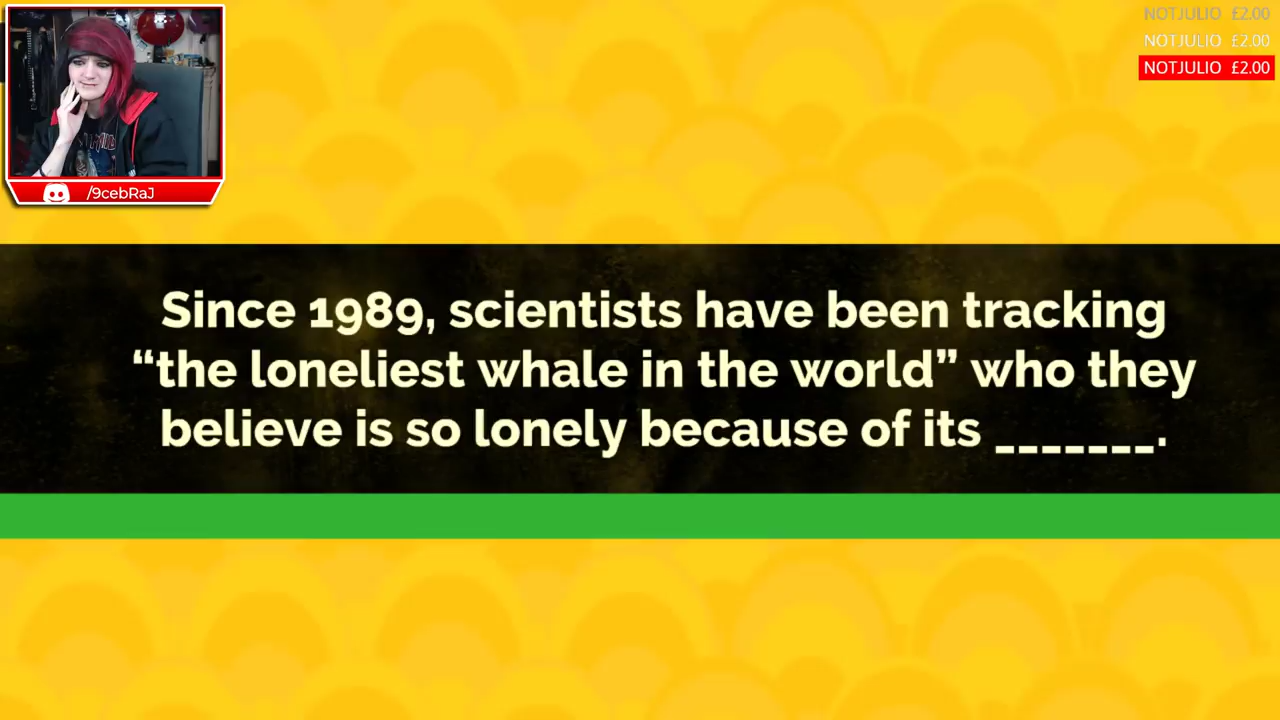 NOTJULIO £2.00
NOTJULIO £2.00
NOTJULIO £2.00
/9cebRaJ
Since 1989, scientists have been tracking
“the loneliest whale in the world” who they
believe is so lonely because of its _______.